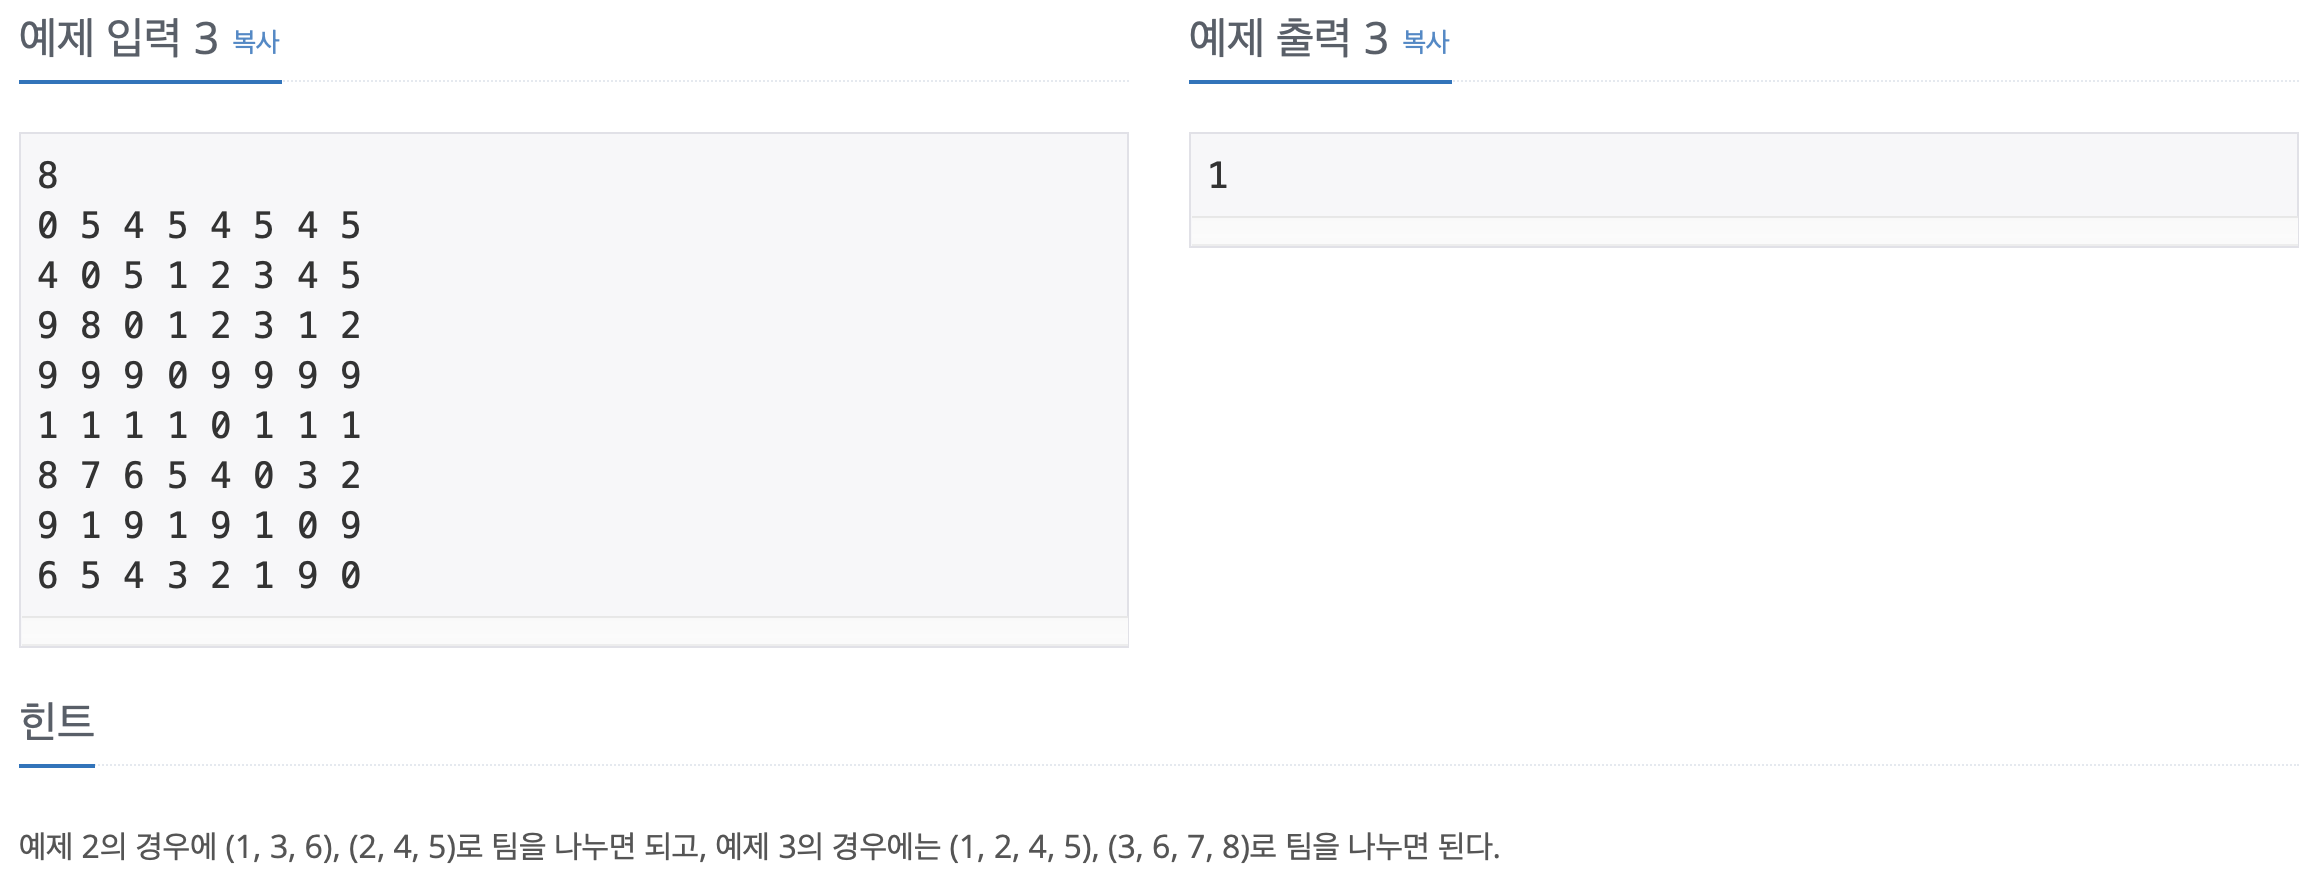 예제 입력 3 복사
8
0 5 4 5 4 5 4 5
4 0 5 1 2 3 4 5
9 8 0 1 2 3 1 2
9 9 9 0 9 9 9 9
1 1 1 1 0 1 1 1
8 7 6 5 4 0 3 2
9 1 9 1 9 1 0 9
6 5 4 3 2 1 9 0
예제 출력 3 복사
1
힌트
예제 2의 경우에 (1, 3, 6), (2, 4, 5)로 팀을 나누면 되고, 예제 3의 경우에는 (1, 2, 4, 5), (3, 6, 7, 8)로 팀을 나누면 된다.